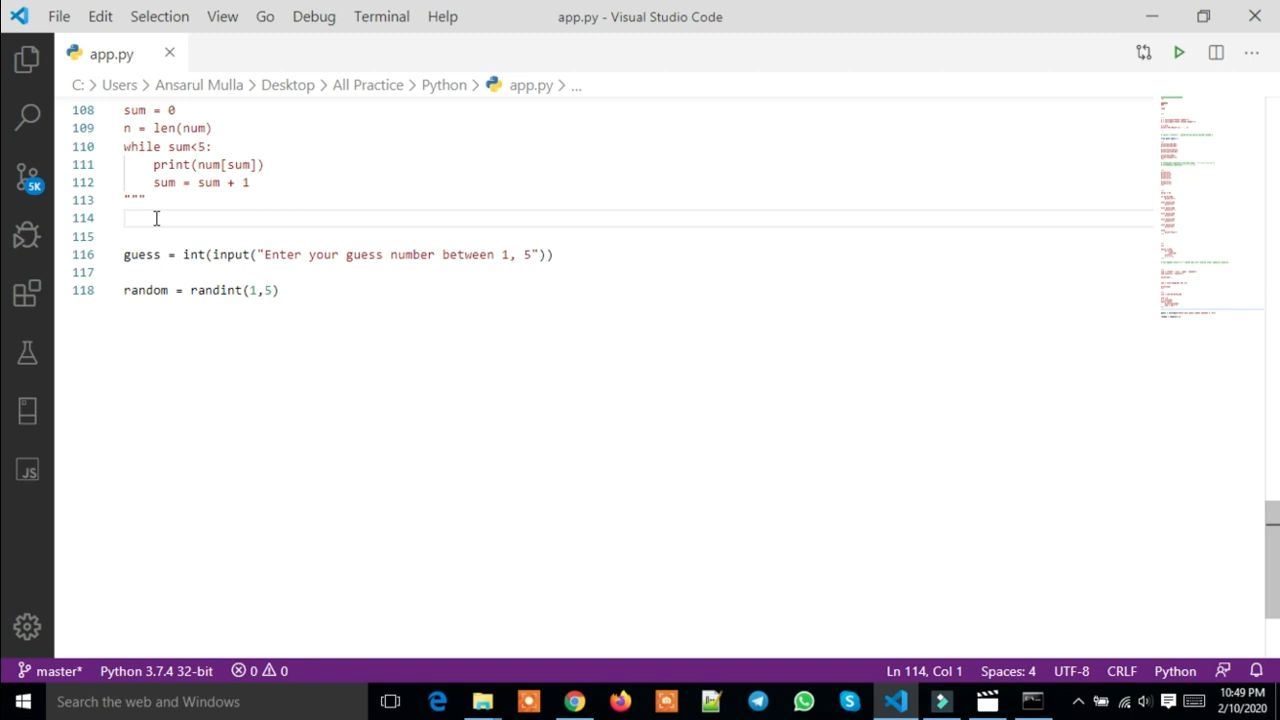 File Edit Selection View Go Debug Terminal Help app.py - Visual Studio Code
app.py
C: > Users > Ansarul Mulla > Desktop > All Practice > Python > app.py > ...
108 sum = 0
109 n = len(num)
110 while sum<5:
111 print(num[sum])
112 sum = sum + 1
113 """
114
115
116 guess = int(input("Enter your guess number between 1, 5"))
117
118 random = randint(1,5)
5K
JS
master* Python 3.7.4 32-bit 0 0 Ln 114, Col 1 Spaces: 4 UTF-8 CRLF Python
Search the web and Windows
10:49 PM
2/10/2020